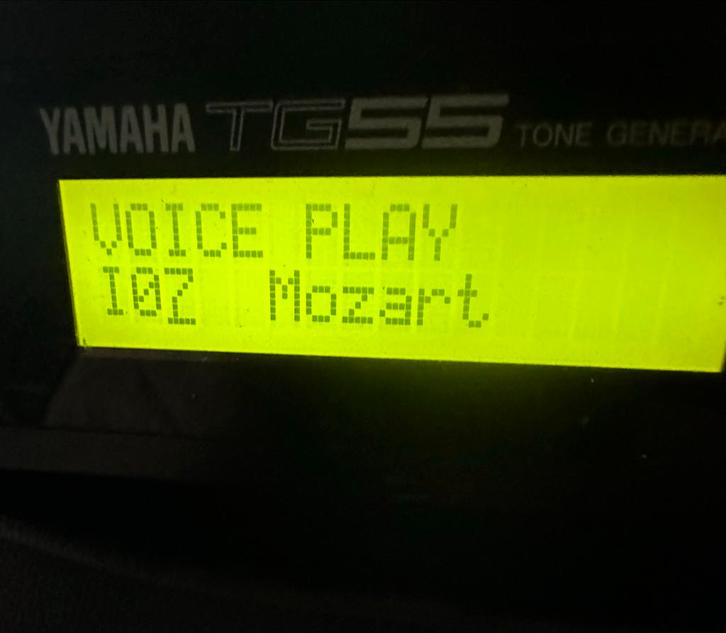 YAMAHA TG55 TONE GENERA
VOICE PLAY
I02 Mozart